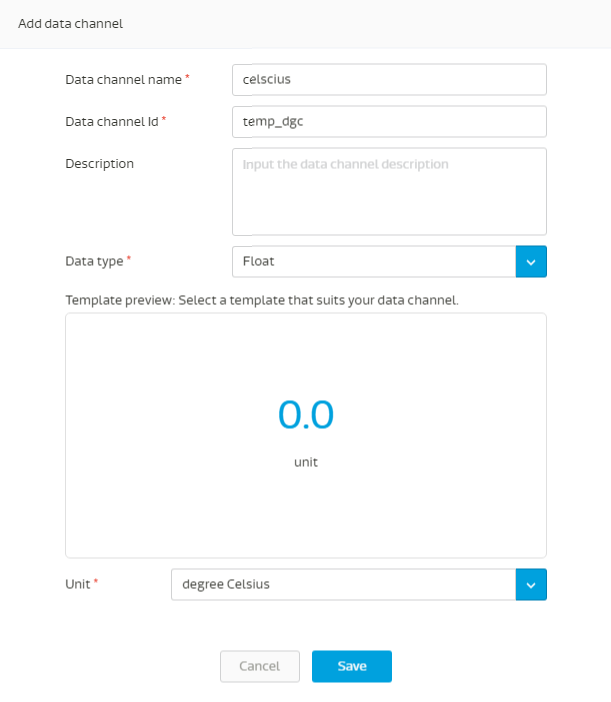 Add data channel
Data channel name * celscius
Data channel Id * temp_dgc
Description Input the data channel description
Data type * Float
Template preview: Select a template that suits your data channel.
0.0
unit
Unit * degree Celsius
Cancel Save